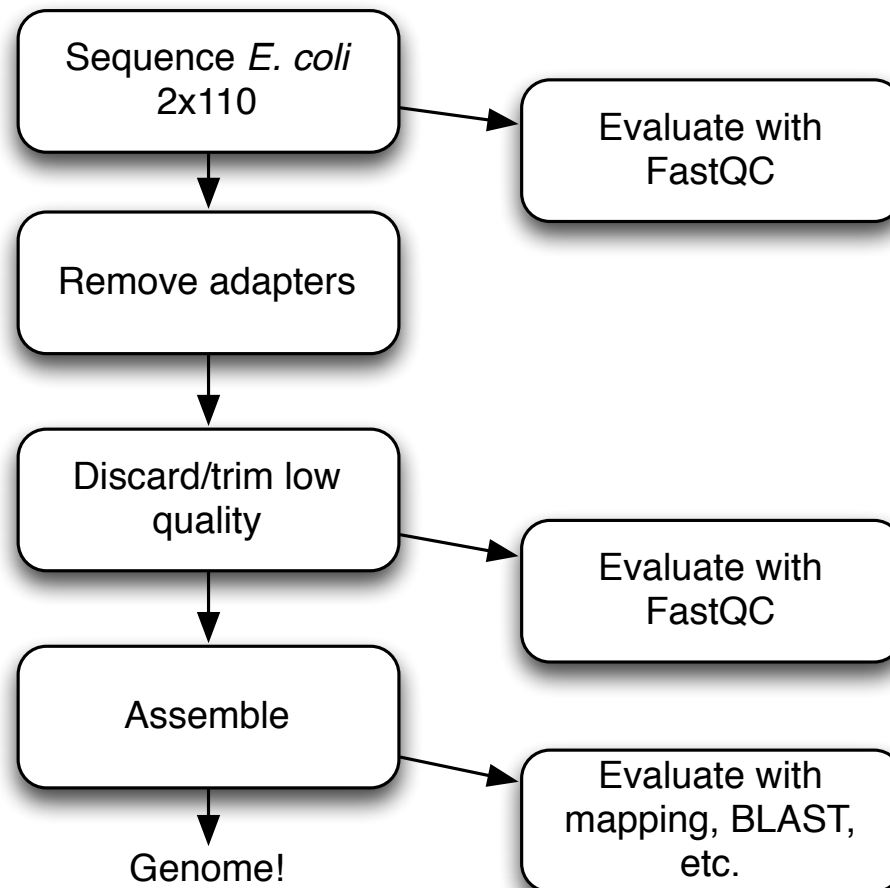 Sequence E. coli
2x110
Evaluate with
FastQC
Remove adapters
Discard/trim low
quality
Evaluate with
FastQC
Assemble
Evaluate with
mapping, BLAST,
etc.
Genome!